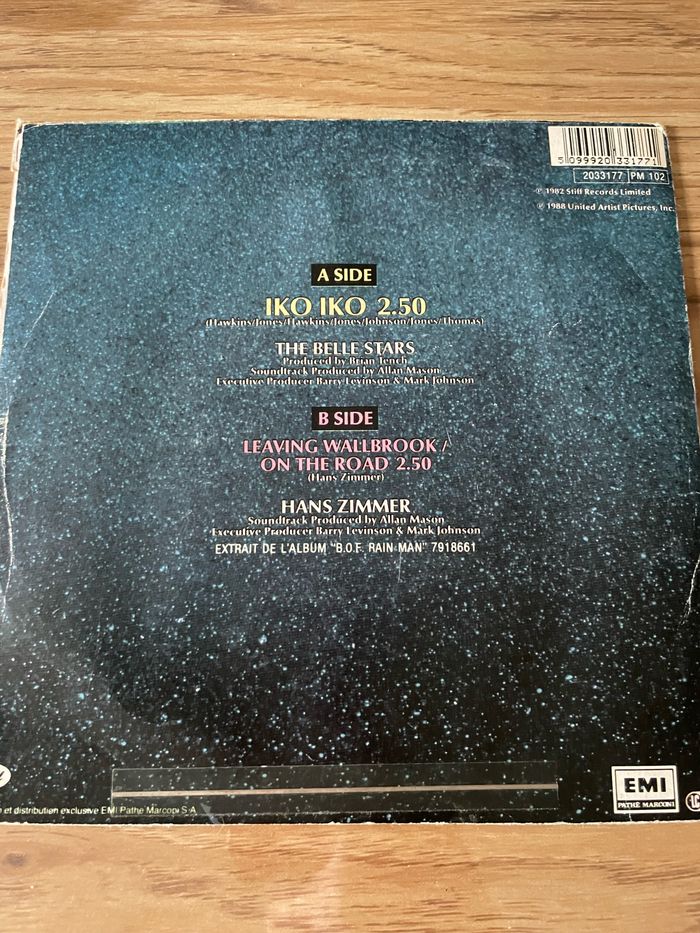 5 099920 331771
2033177 PM 102
℗ 1982 Stiff Records Limited
℗ 1988 United Artist Pictures, Inc.
A SIDE
IKO IKO 2.50
(Hawkins/Jones/Hawkins/Jones/Johnson/Jones/Thomas)
THE BELLE STARS
Produced by Brian Tench
Soundtrack Produced by Allan Mason
Executive Producer Barry Levinson & Mark Johnson
B SIDE
'LEAVING WALLBROOK /
ON THE ROAD' 2.50
(Hans Zimmer)
HANS ZIMMER
Soundtrack Produced by Allan Mason
Executive Producer Barry Levinson & Mark Johnson
EXTRAIT DE L'ALBUM "B.O.F. RAIN MAN" 7918661
EMI
PATHE MARCONI
et distribution exclusive EMI Pathe Marconi S.A.